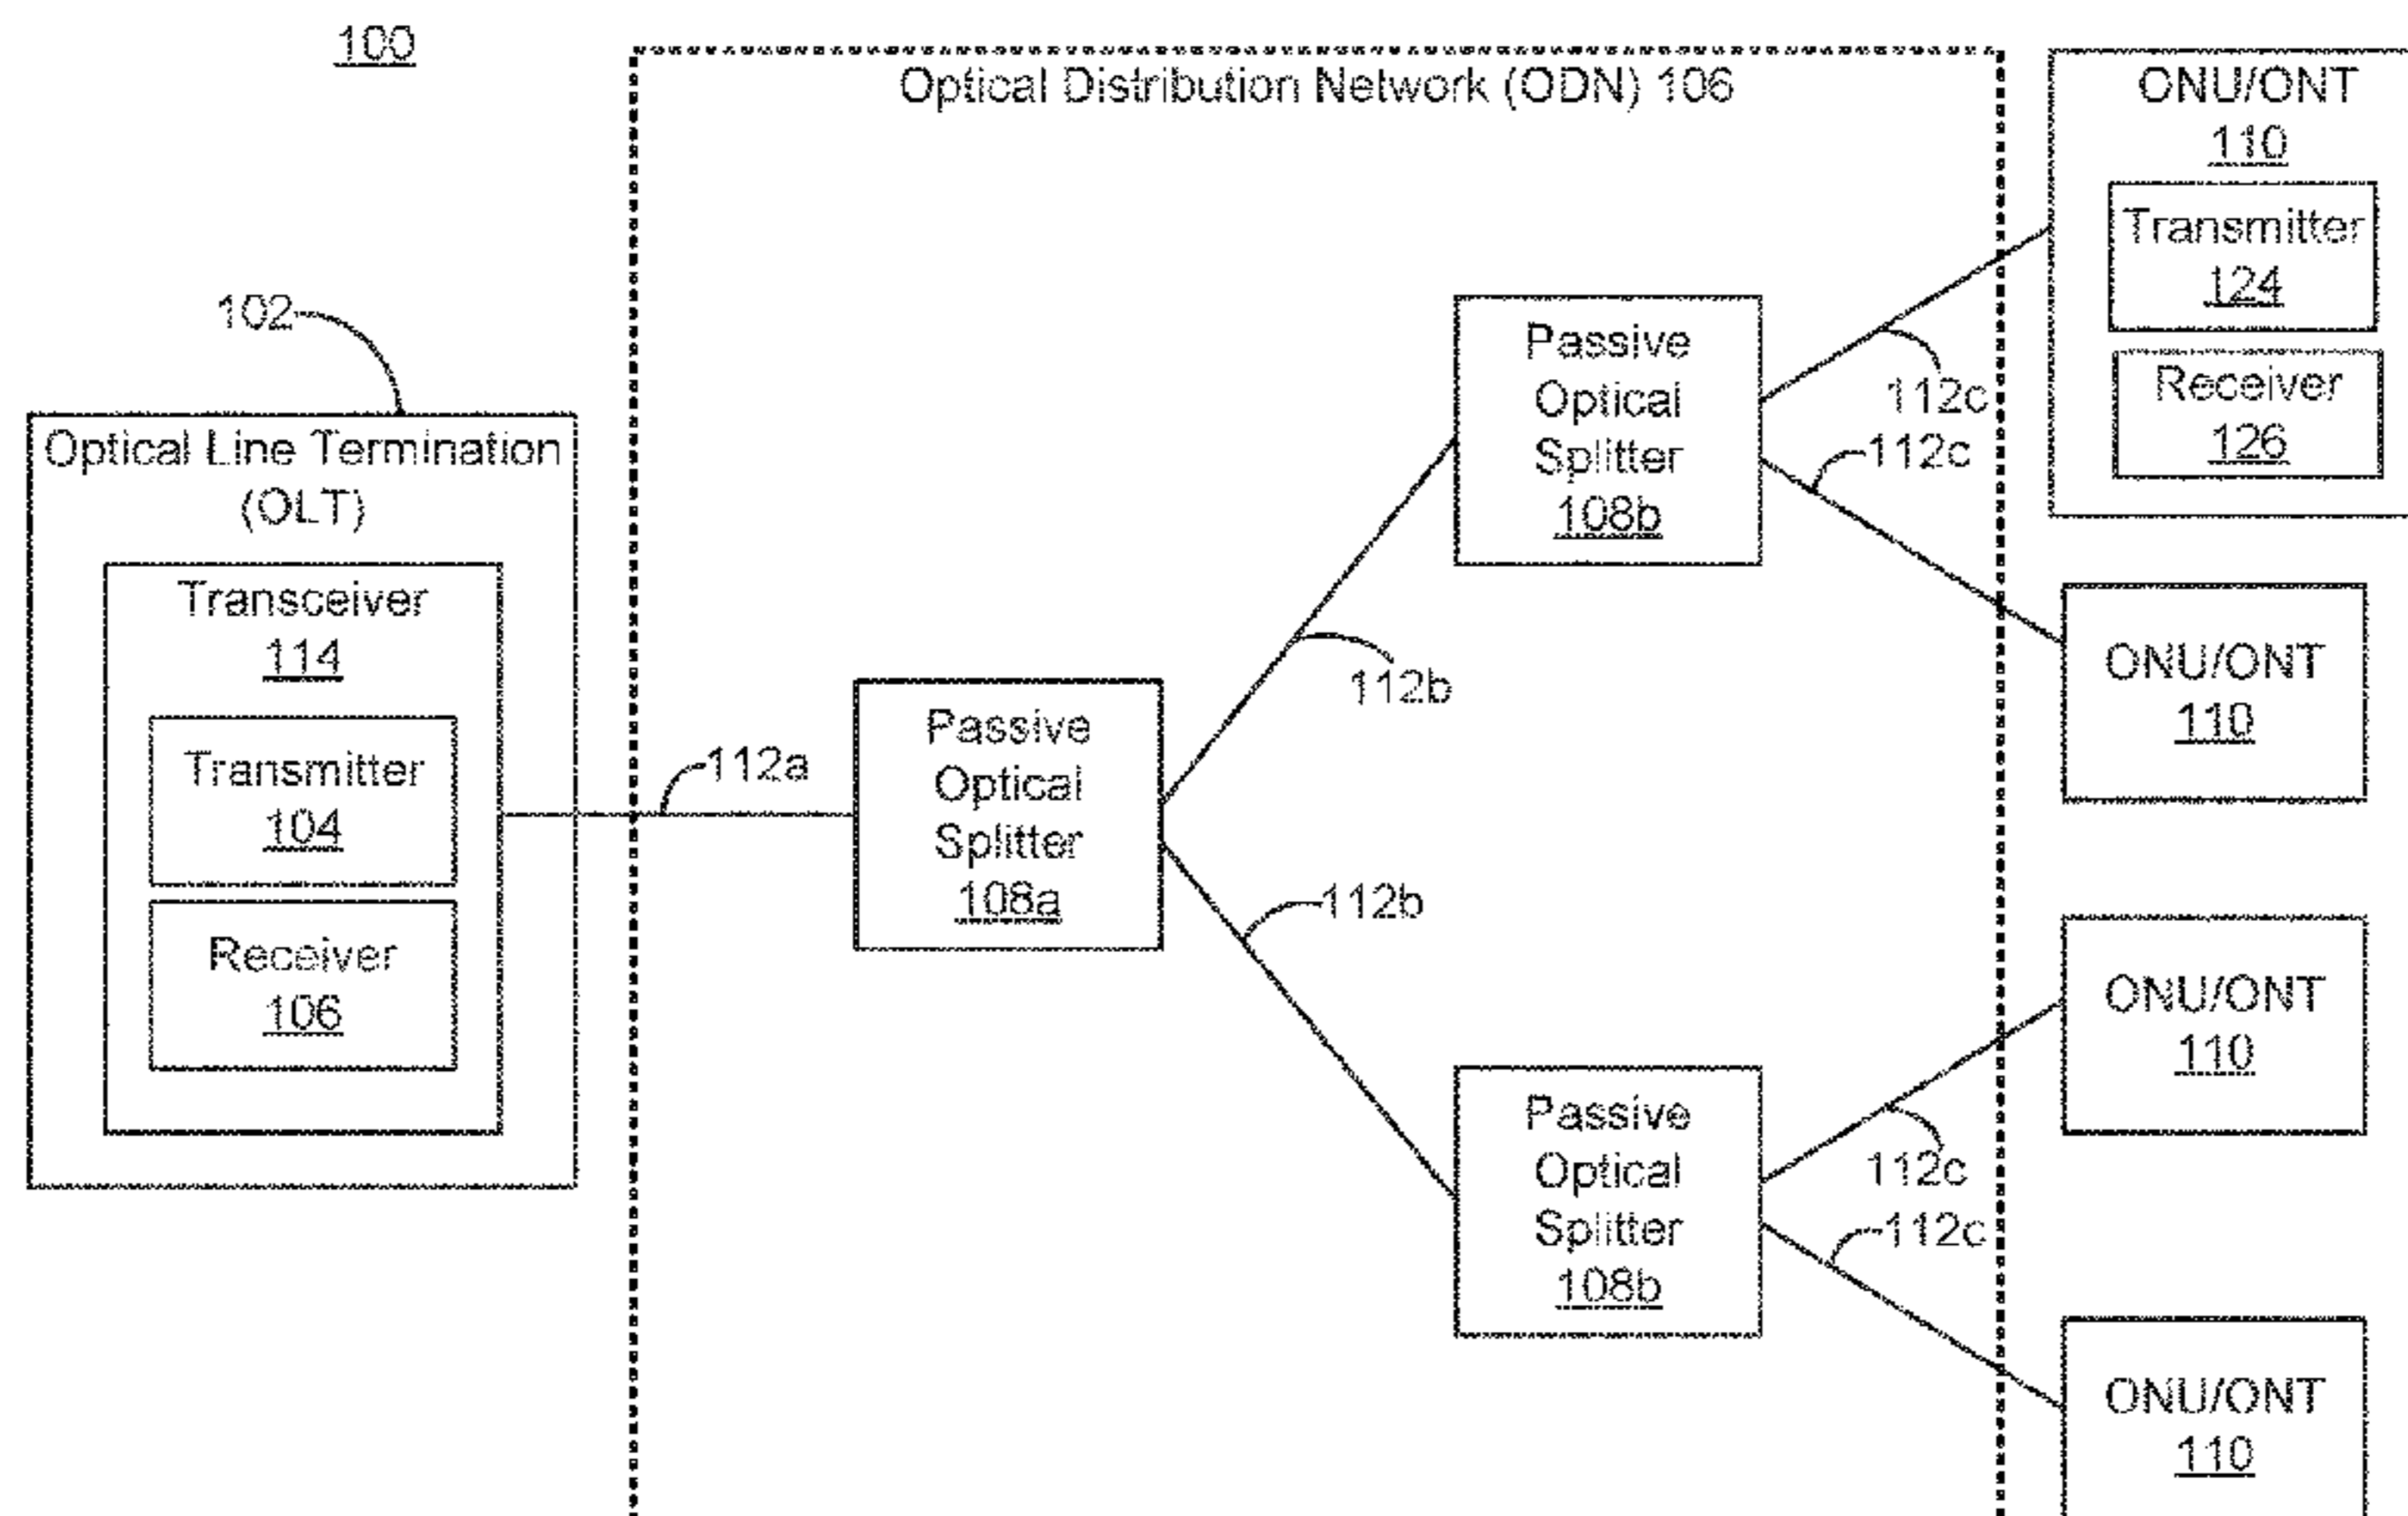 100
Optical Distribution Network (ODN) 106
ONU/ONT
110
Transmitter
124
Receiver
126
102
Optical Line Termination
(OLT)
Transceiver
114
Transmitter
104
Receiver
106
112a
Passive
Optical
Splitter
108a
112b
112b
Passive
Optical
Splitter
108b
112c
112c
ONU/ONT
110
Passive
Optical
Splitter
108b
112c
112c
ONU/ONT
110
ONU/ONT
110